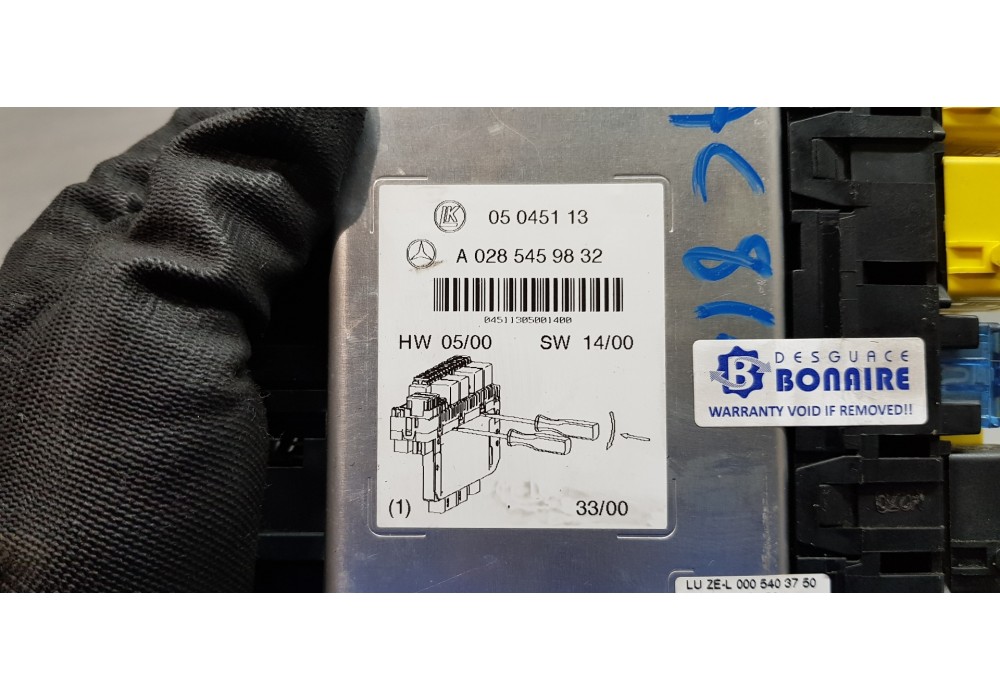 LK 05 0451 13
A 028 545 98 32
04511305001400
HW 05/00 SW 14/00
(1) 33/00
DESGUACE
B BONAIRE
WARRANTY VOID IF REMOVED!!
LU ZE-L 000 540 37 50